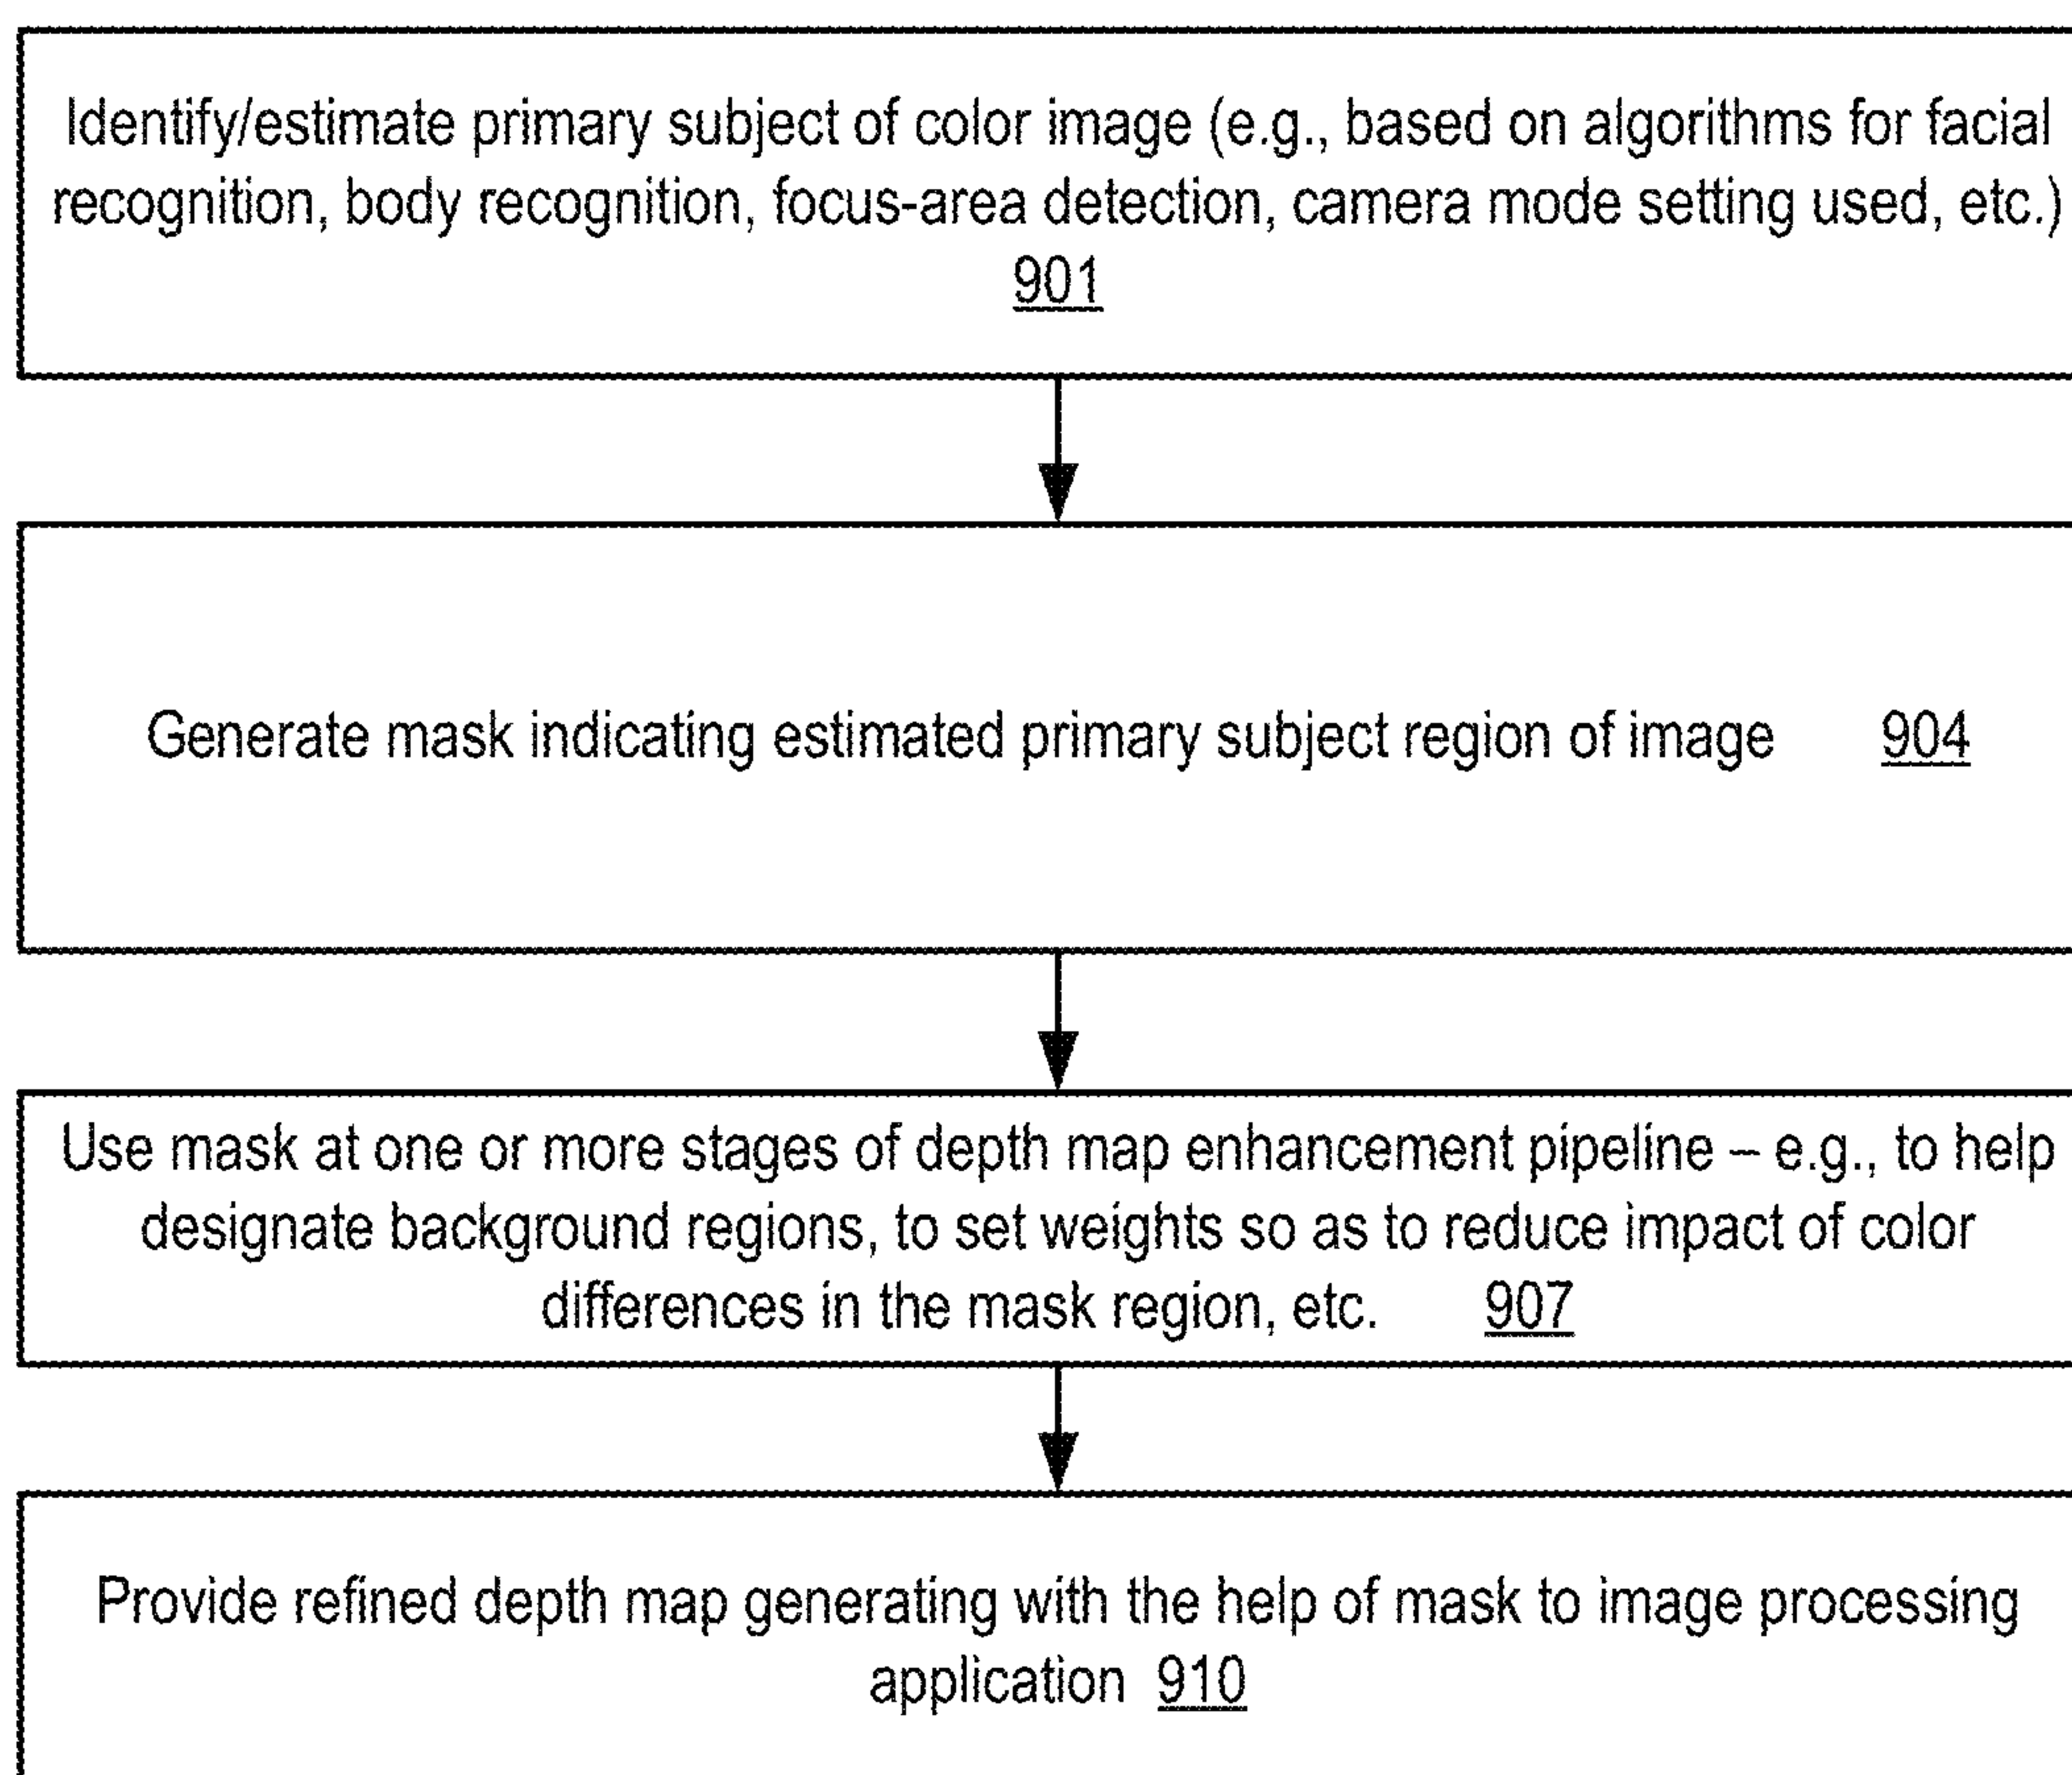 Identify/estimate primary subject of color image (e.g., based on algorithms for facial
recognition, body recognition, focus-area detection, camera mode setting used, etc.)
901
Generate mask indicating estimated primary subject region of image 904
Use mask at one or more stages of depth map enhancement pipeline – e.g., to help
designate background regions, to set weights so as to reduce impact of color
differences in the mask region, etc. 907
Provide refined depth map generating with the help of mask to image processing
application 910